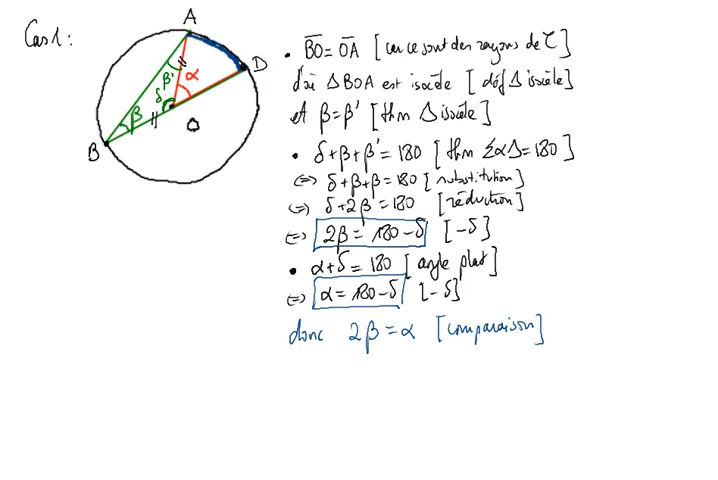 Cas 1:
A
D
B
O
α
β'
δ
β
• BO = OA [car ce sont des rayons de C]
d'où ΔBOA est isocèle [déf Δ isocèle]
et β = β' [thm Δ isocèle]
• δ + β + β' = 180 [thm Σ∝Δ = 180]
⇔ δ + β + β = 180 [substitution]
⇔ δ + 2β = 180 [réduction]
⇔ 2β = 180 - δ [-δ]
• α + δ = 180 [angle plat]
⇔ α = 180 - δ [-δ]
donc 2β = α [comparaison]